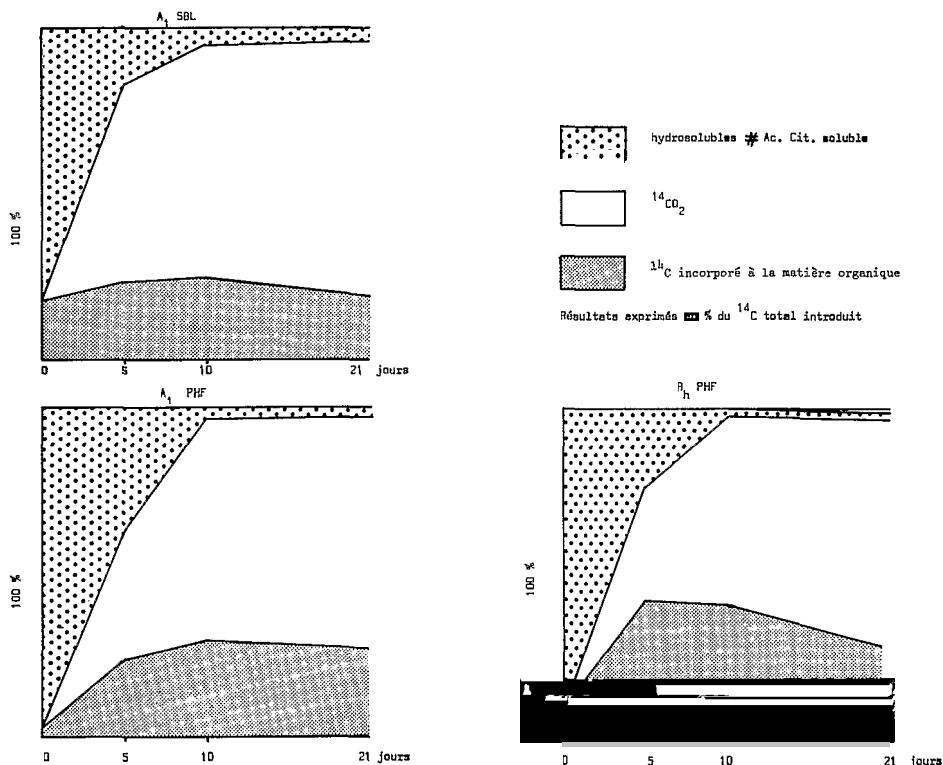 A₁ SBL
100 %
0 5 10 21 jours
hydrosolubles # Ac. Cit. soluble
¹⁴CO₂
¹⁴C incorporé à la matière organique
Résultats exprimés % du ¹⁴C total introduit
A₁ PHF
100 %
0 5 10 21 jours
Bₕ PHF
100 %
0 5 10 21 jours